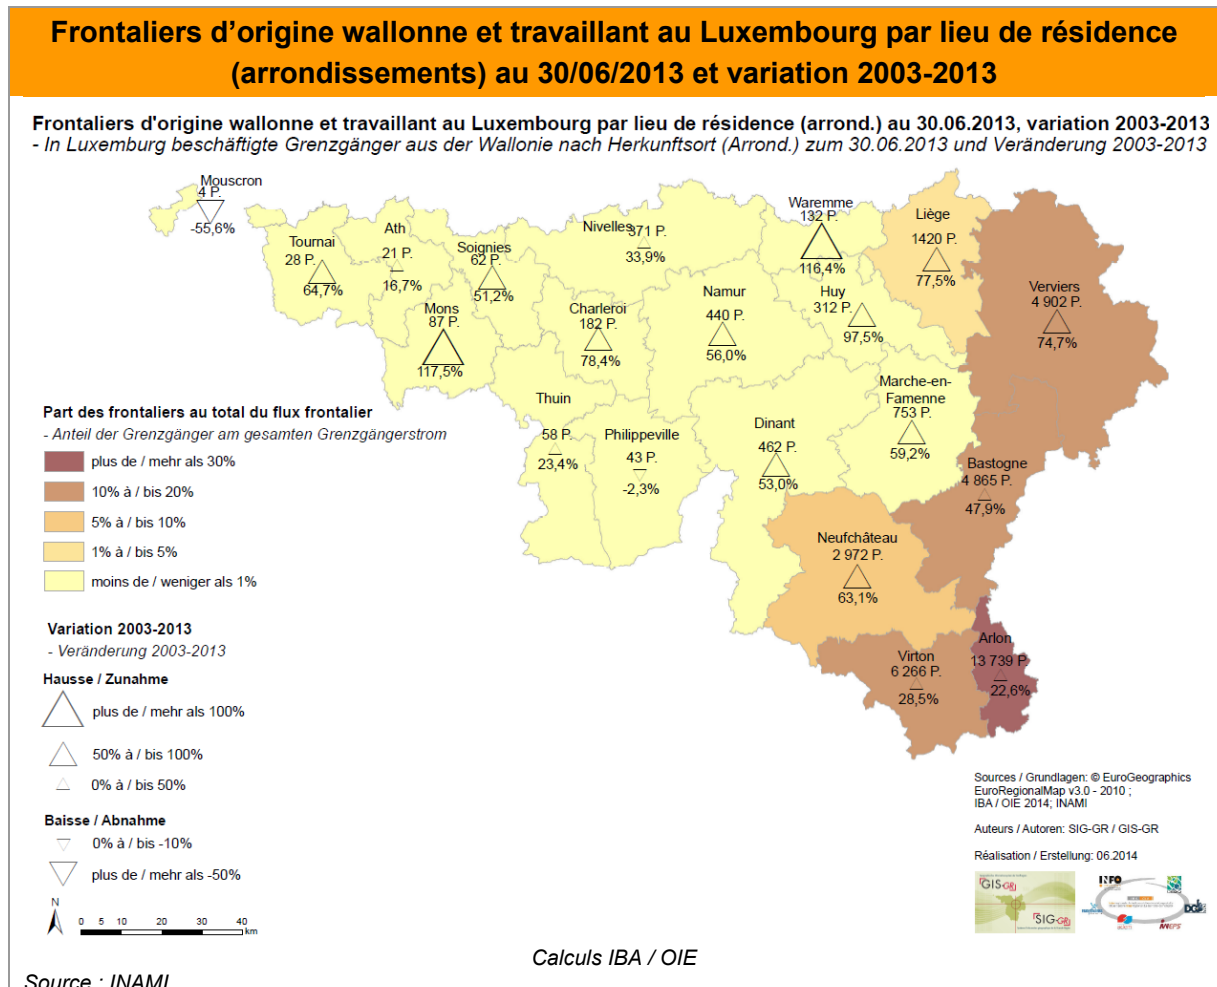 Frontaliers d'origine wallonne et travaillant au Luxembourg par lieu de résidence
(arrondissements) au 30/06/2013 et variation 2003-2013
Frontaliers d'origine wallonne et travaillant au Luxembourg par lieu de résidence (arrond.) au 30.06.2013, variation 2003-2013
- In Luxemburg beschäftigte Grenzgänger aus der Wallonie nach Herkunftsort (Arrond.) zum 30.06.2013 und Veränderung 2003-2013
Mouscron
4 P.
-55,6%
Tournai
28 P.
64,7%
Ath
21 P.
16,7%
Soignies
62 P.
51,2%
Nivelles
371 P.
33,9%
Waremme
132 P.
116,4%
Liège
1420 P.
77,5%
Verviers
4 902 P.
74,7%
Mons
87 P.
117,5%
Charleroi
182 P.
78,4%
Namur
440 P.
56,0%
Huy
312 P.
97,5%
Marche-en-
Famenne
753 P.
59,2%
Thuin
58 P.
23,4%
Philippeville
43 P.
-2,3%
Dinant
462 P.
53,0%
Bastogne
4 865 P.
47,9%
Neufchâteau
2 972 P.
63,1%
Virton
6 266 P.
28,5%
Arlon
13 739 P.
22,6%
Part des frontaliers au total du flux frontalier
- Anteil der Grenzgänger am gesamten Grenzgängerstrom
plus de / mehr als 30%
10% à / bis 20%
5% à / bis 10%
1% à / bis 5%
moins de / weniger als 1%
Variation 2003-2013
- Veränderung 2003-2013
Hausse / Zunahme
plus de / mehr als 100%
50% à / bis 100%
0% à / bis 50%
Baisse / Abnahme
0% à / bis -10%
plus de / mehr als -50%
N
0 5 10 20 30 40
km
Sources / Grundlagen: © EuroGeographics
EuroRegionalMap v3.0 - 2010 ;
IBA / OIE 2014; INAMI
Auteurs / Autoren: SIG-GR / GIS-GR
Réalisation / Erstellung: 06.2014
GIS-GR
SIG-GR
INFO
Calculs IBA / OIE
Source : INAMI